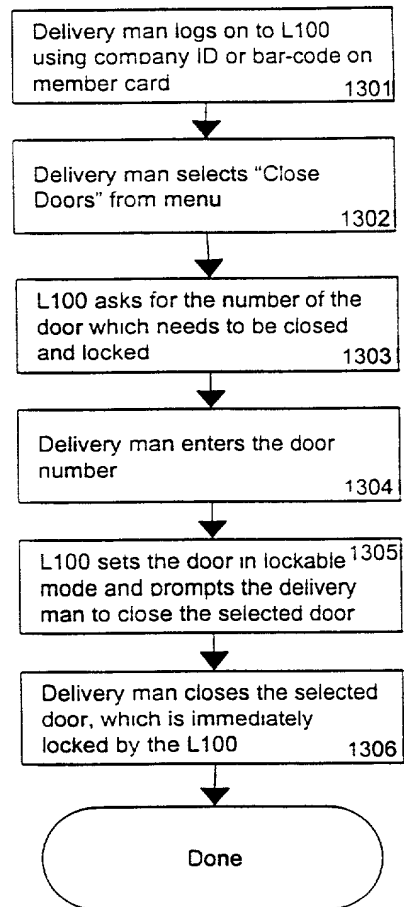 Delivery man logs on to L100
using company ID or bar-code on
member card
1301
Delivery man selects "Close
Doors" from menu
1302
L100 asks for the number of the
door which needs to be closed
and locked
1303
Delivery man enters the door
number
1304
L100 sets the door in lockable 1305
mode and prompts the delivery
man to close the selected door
Delivery man closes the selected
door, which is immediately
locked by the L100
1306
Done